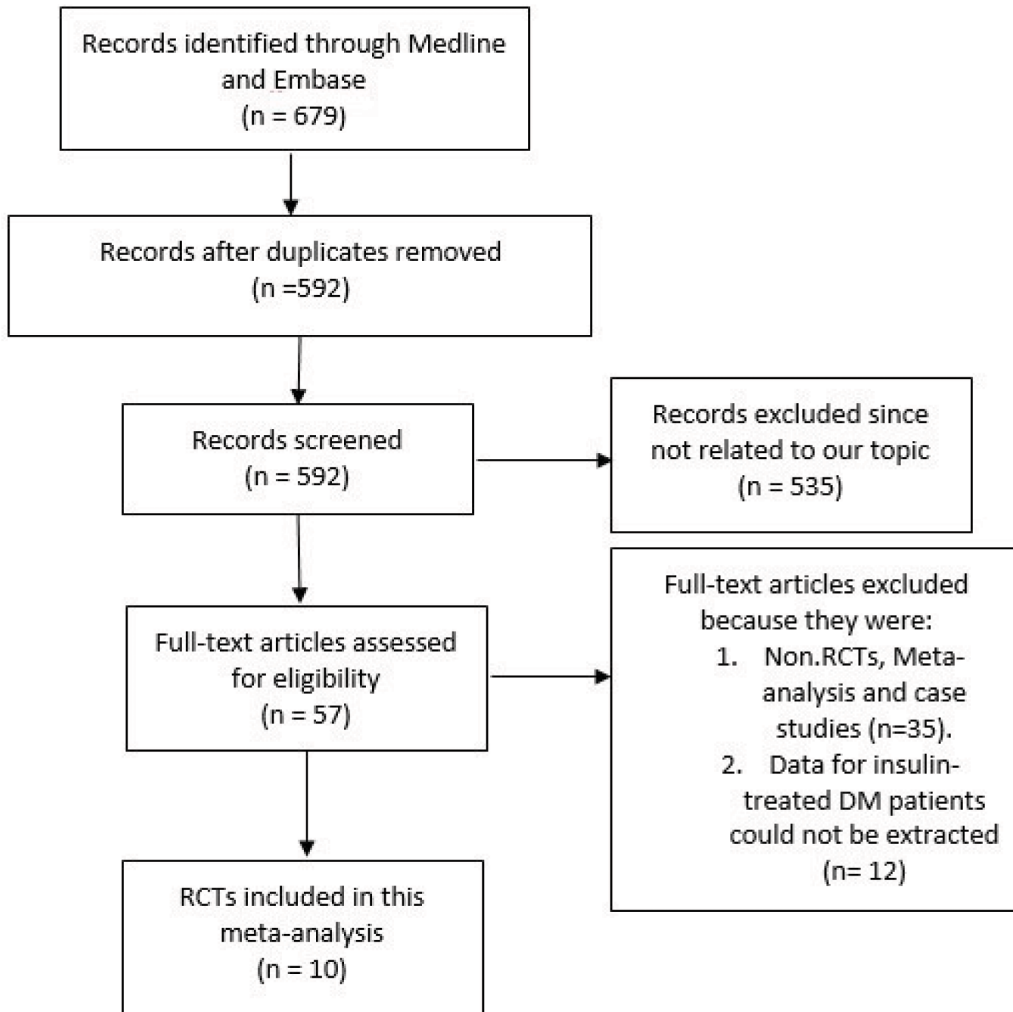 Records identified through Medline
and Embase
(n = 679)
Records after duplicates removed
(n =592)
Records screened
(n = 592)
Records excluded since
not related to our topic
(n = 535)
Full-text articles assessed
for eligibility
(n = 57)
Full-text articles excluded
because they were:
1. Non.RCTs, Meta-
analysis and case
studies (n=35).
2. Data for insulin-
treated DM patients
could not be extracted
(n= 12)
RCTs included in this
meta-analysis
(n = 10)